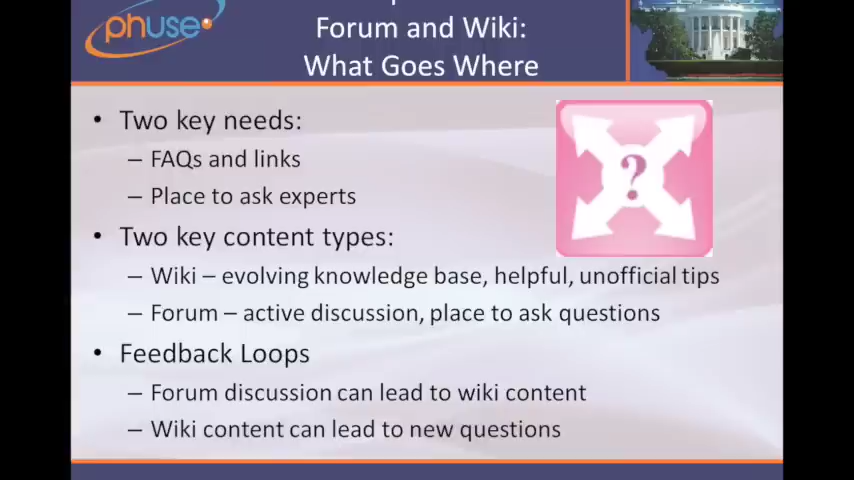 phuse
Forum and Wiki:
What Goes Where
• Two key needs:
– FAQs and links
– Place to ask experts
?
• Two key content types:
– Wiki – evolving knowledge base, helpful, unofficial tips
– Forum – active discussion, place to ask questions
• Feedback Loops
– Forum discussion can lead to wiki content
– Wiki content can lead to new questions